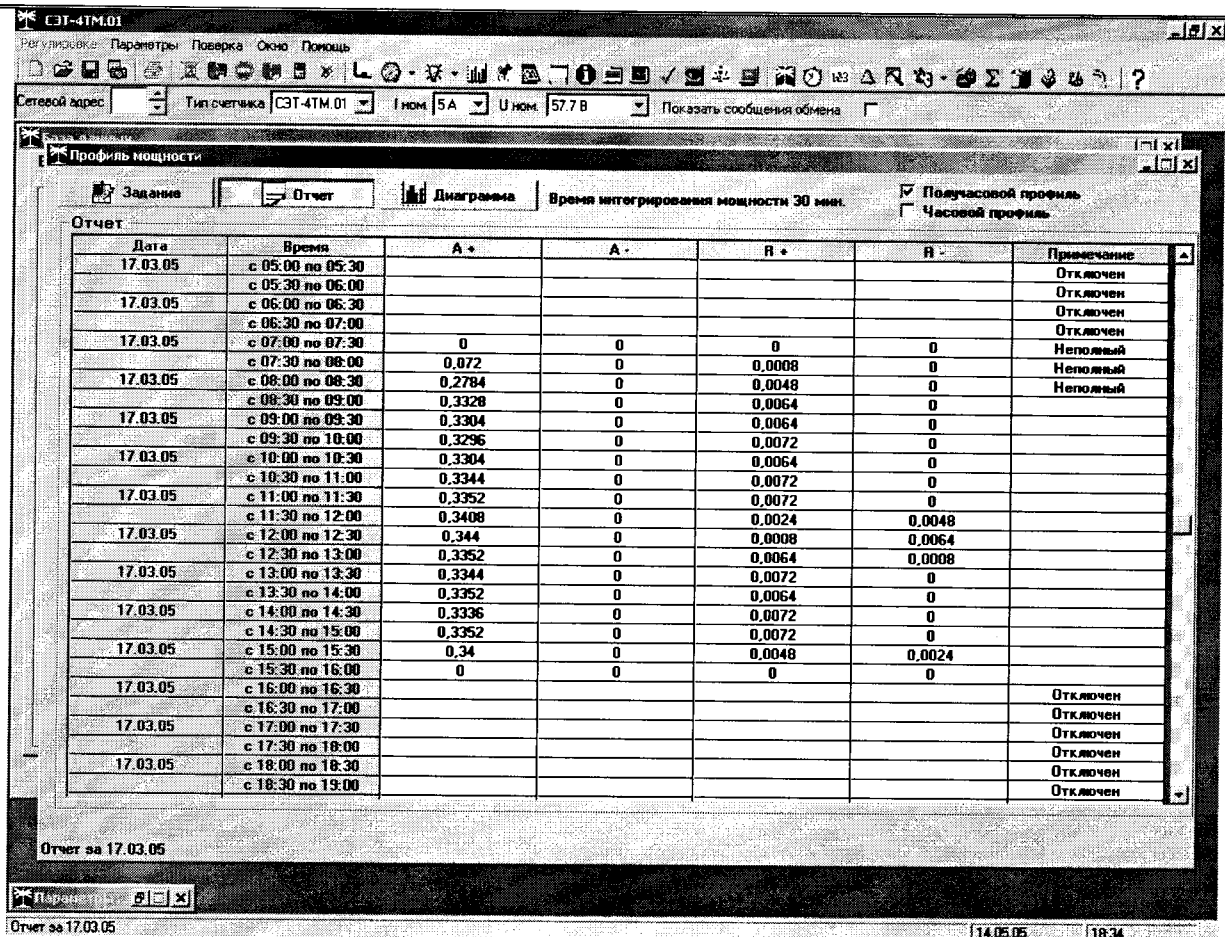 СЭТ-4ТМ.01
Регулировка Параметры Поверка Окно Помощь
Сетевой адрес Тип счетчика СЭТ-4ТМ.01 I ном. 5 А U ном. 57.7 В Показать сообщения обмена
Профиль мощности
Задание Отчет Диаграмма Время интегрирования мощности 30 мин. Получасовой профиль
Часовой профиль
Отчет
Дата Время A + A - R + R - Примечание
17.03.05 с 05:00 по 05:30 Отключен
с 05:30 по 06:00 Отключен
17.03.05 с 06:00 по 06:30 Отключен
с 06:30 по 07:00 Отключен
17.03.05 с 07:00 по 07:30 0 0 0 0 Неполный
с 07:30 по 08:00 0,072 0 0,0008 0 Неполный
17.03.05 с 08:00 по 08:30 0,2784 0 0,0048 0 Неполный
с 08:30 по 09:00 0,3328 0 0,0064 0
17.03.05 с 09:00 по 09:30 0,3304 0 0,0064 0
с 09:30 по 10:00 0,3296 0 0,0072 0
17.03.05 с 10:00 по 10:30 0,3304 0 0,0064 0
с 10:30 по 11:00 0,3344 0 0,0072 0
17.03.05 с 11:00 по 11:30 0,3352 0 0,0072 0
с 11:30 по 12:00 0,3408 0 0,0024 0,0048
17.03.05 с 12:00 по 12:30 0,344 0 0,0008 0,0064
с 12:30 по 13:00 0,3352 0 0,0064 0,0008
17.03.05 с 13:00 по 13:30 0,3344 0 0,0072 0
с 13:30 по 14:00 0,3352 0 0,0064 0
17.03.05 с 14:00 по 14:30 0,3336 0 0,0072 0
с 14:30 по 15:00 0,3352 0 0,0072 0
17.03.05 с 15:00 по 15:30 0,34 0 0,0048 0,0024
с 15:30 по 16:00 0 0 0 0
17.03.05 с 16:00 по 16:30 Отключен
с 16:30 по 17:00 Отключен
17.03.05 с 17:00 по 17:30 Отключен
с 17:30 по 18:00 Отключен
17.03.05 с 18:00 по 18:30 Отключен
с 18:30 по 19:00 Отключен
Отчет за 17.03.05
Параметры
Отчет за 17.03.05 14.05.05 18:34